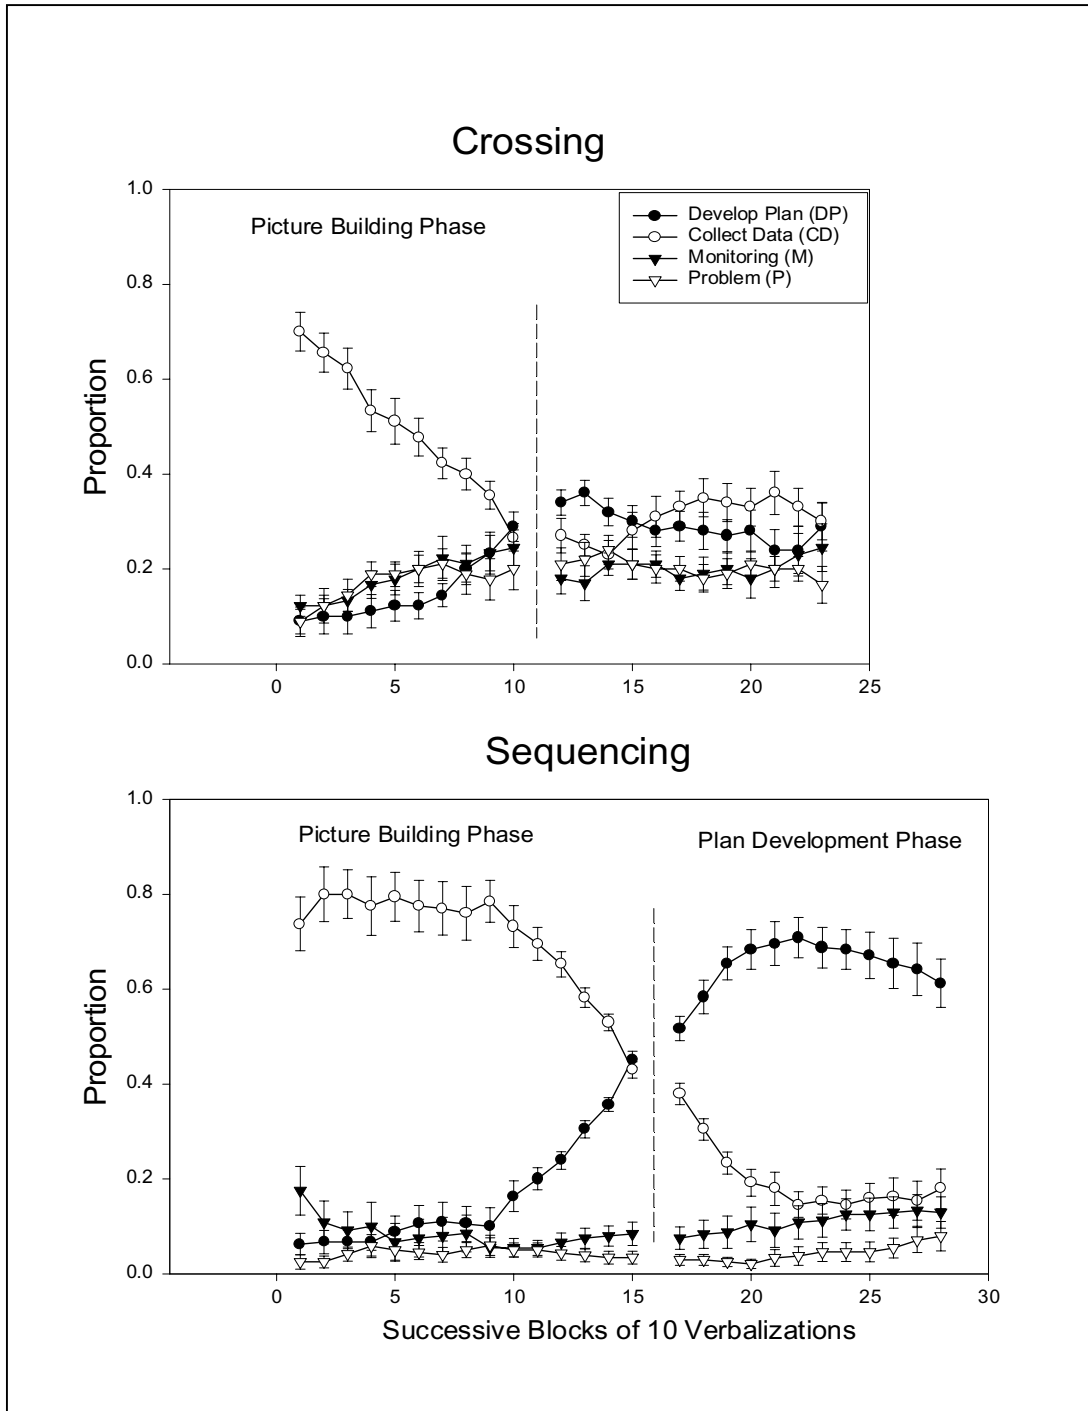 Crossing
Picture Building Phase
Develop Plan (DP)
Collect Data (CD)
Monitoring (M)
Problem (P)
Proportion
1.0
0.8
0.6
0.4
0.2
0.0
0 5 10 15 20 25
Sequencing
Picture Building Phase
Plan Development Phase
Proportion
1.0
0.8
0.6
0.4
0.2
0.0
0 5 10 15 20 25 30
Successive Blocks of 10 Verbalizations